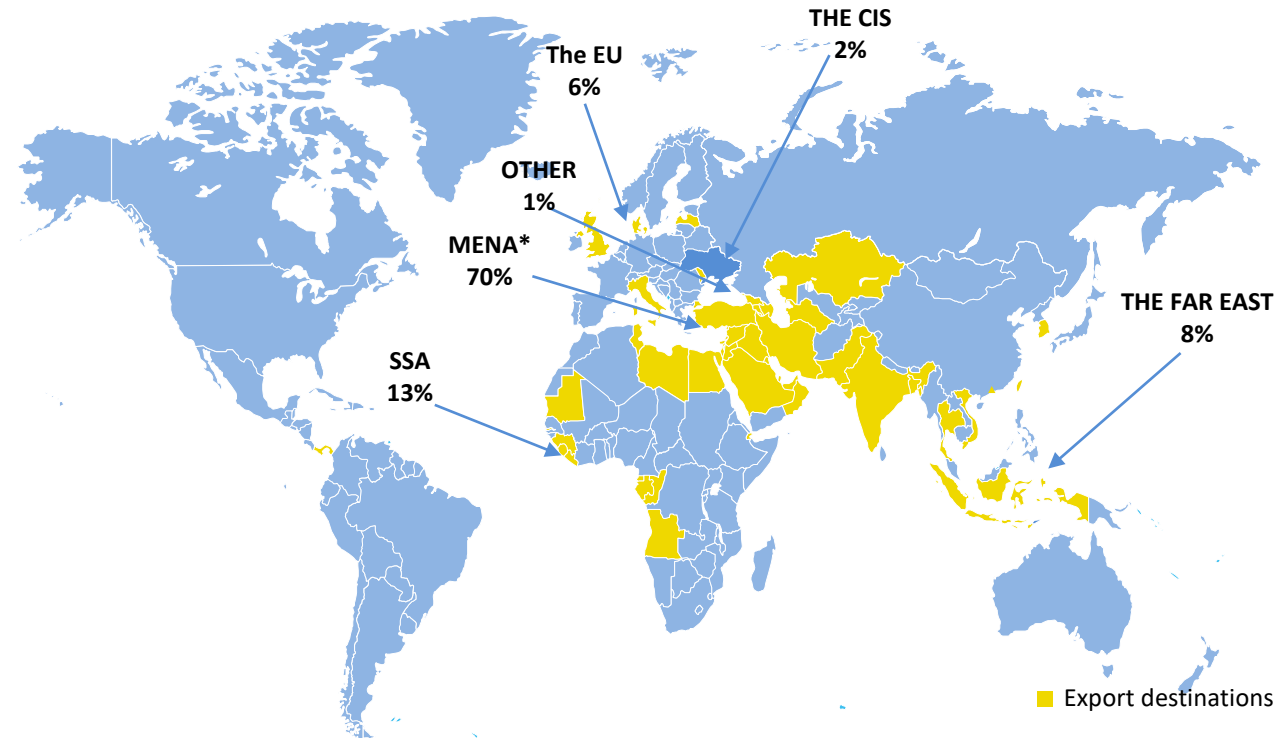 THE CIS
2%
The EU
6%
OTHER
1%
MENA*
70%
THE FAR EAST
8%
SSA
13%
Export destinations